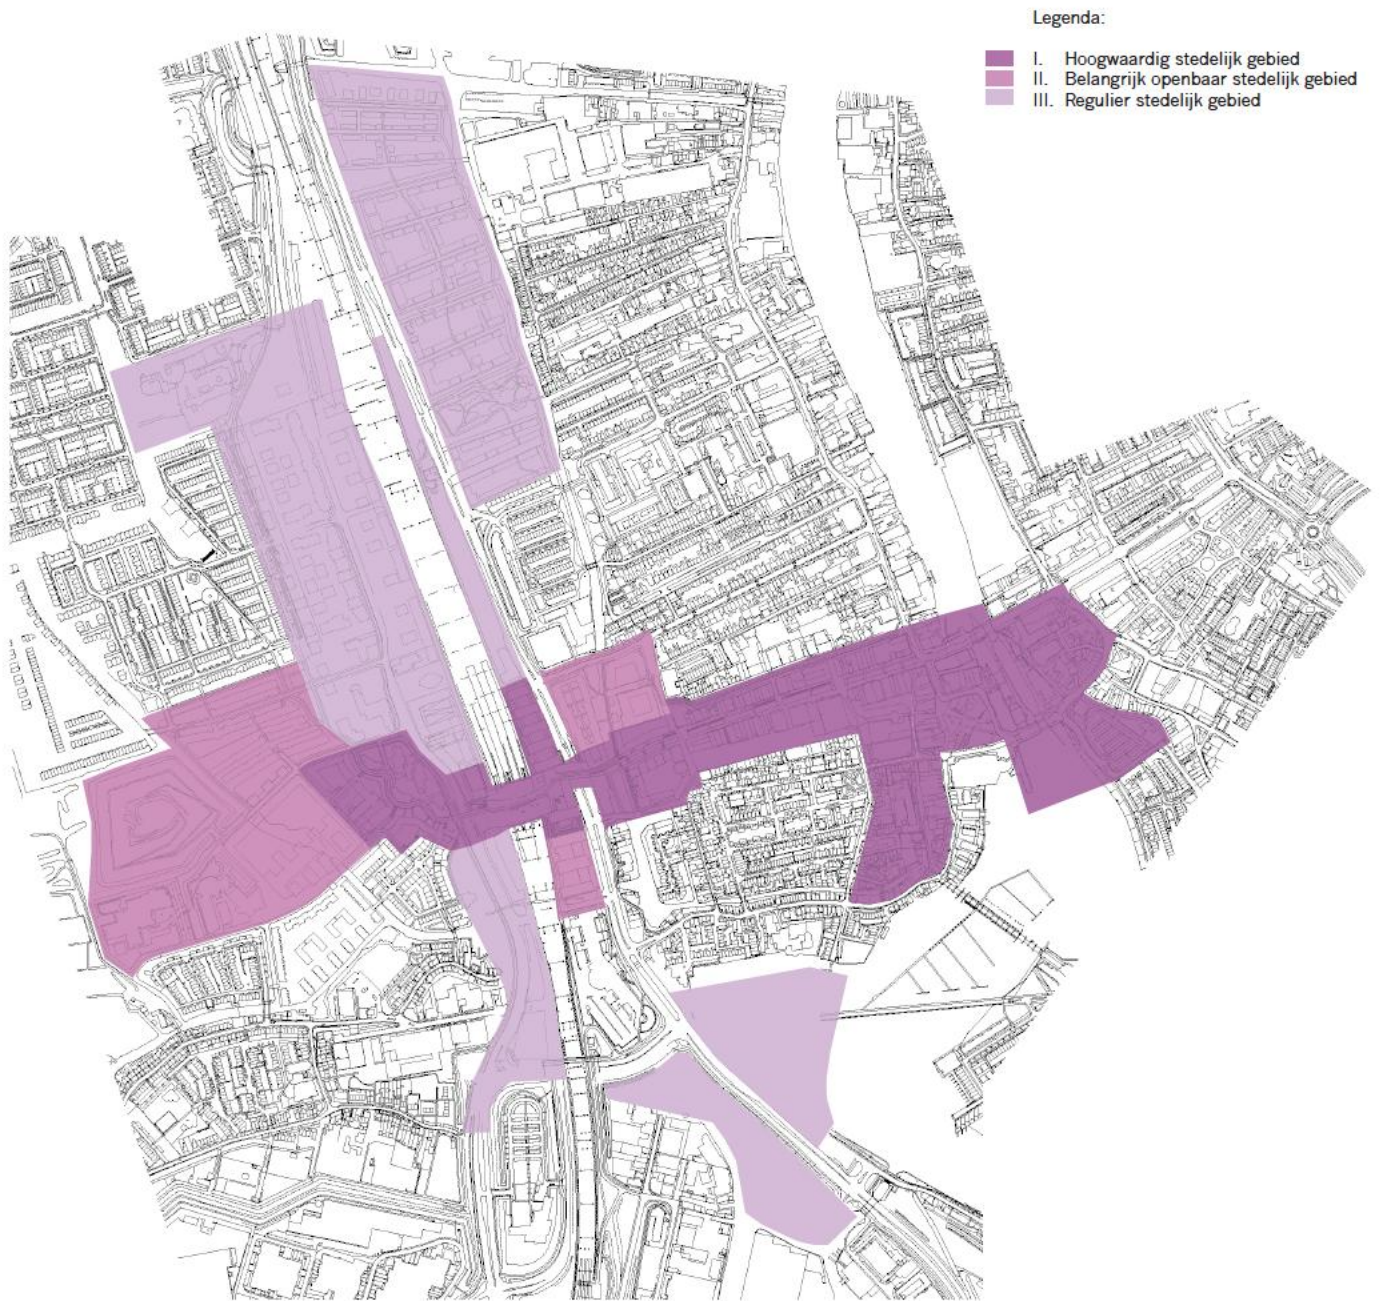 Legenda:
I. Hoogwaardig stedelijk gebied
II. Belangrijk openbaar stedelijk gebied
III. Regulier stedelijk gebied